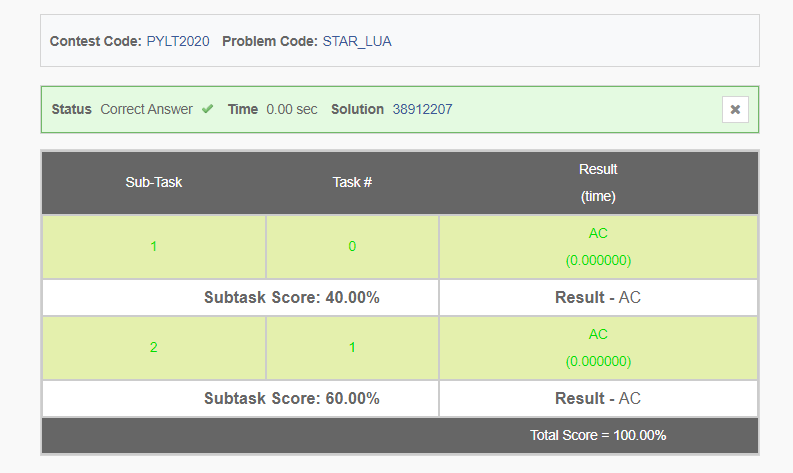 Contest Code: PYLT2020 Problem Code: STAR_LUA
Status Correct Answer ✔ Time 0.00 sec Solution 38912207 ✖
Sub-Task Task # Result
(time)
1 0 AC
(0.000000)
Subtask Score: 40.00% Result - AC
2 1 AC
(0.000000)
Subtask Score: 60.00% Result - AC
Total Score = 100.00%